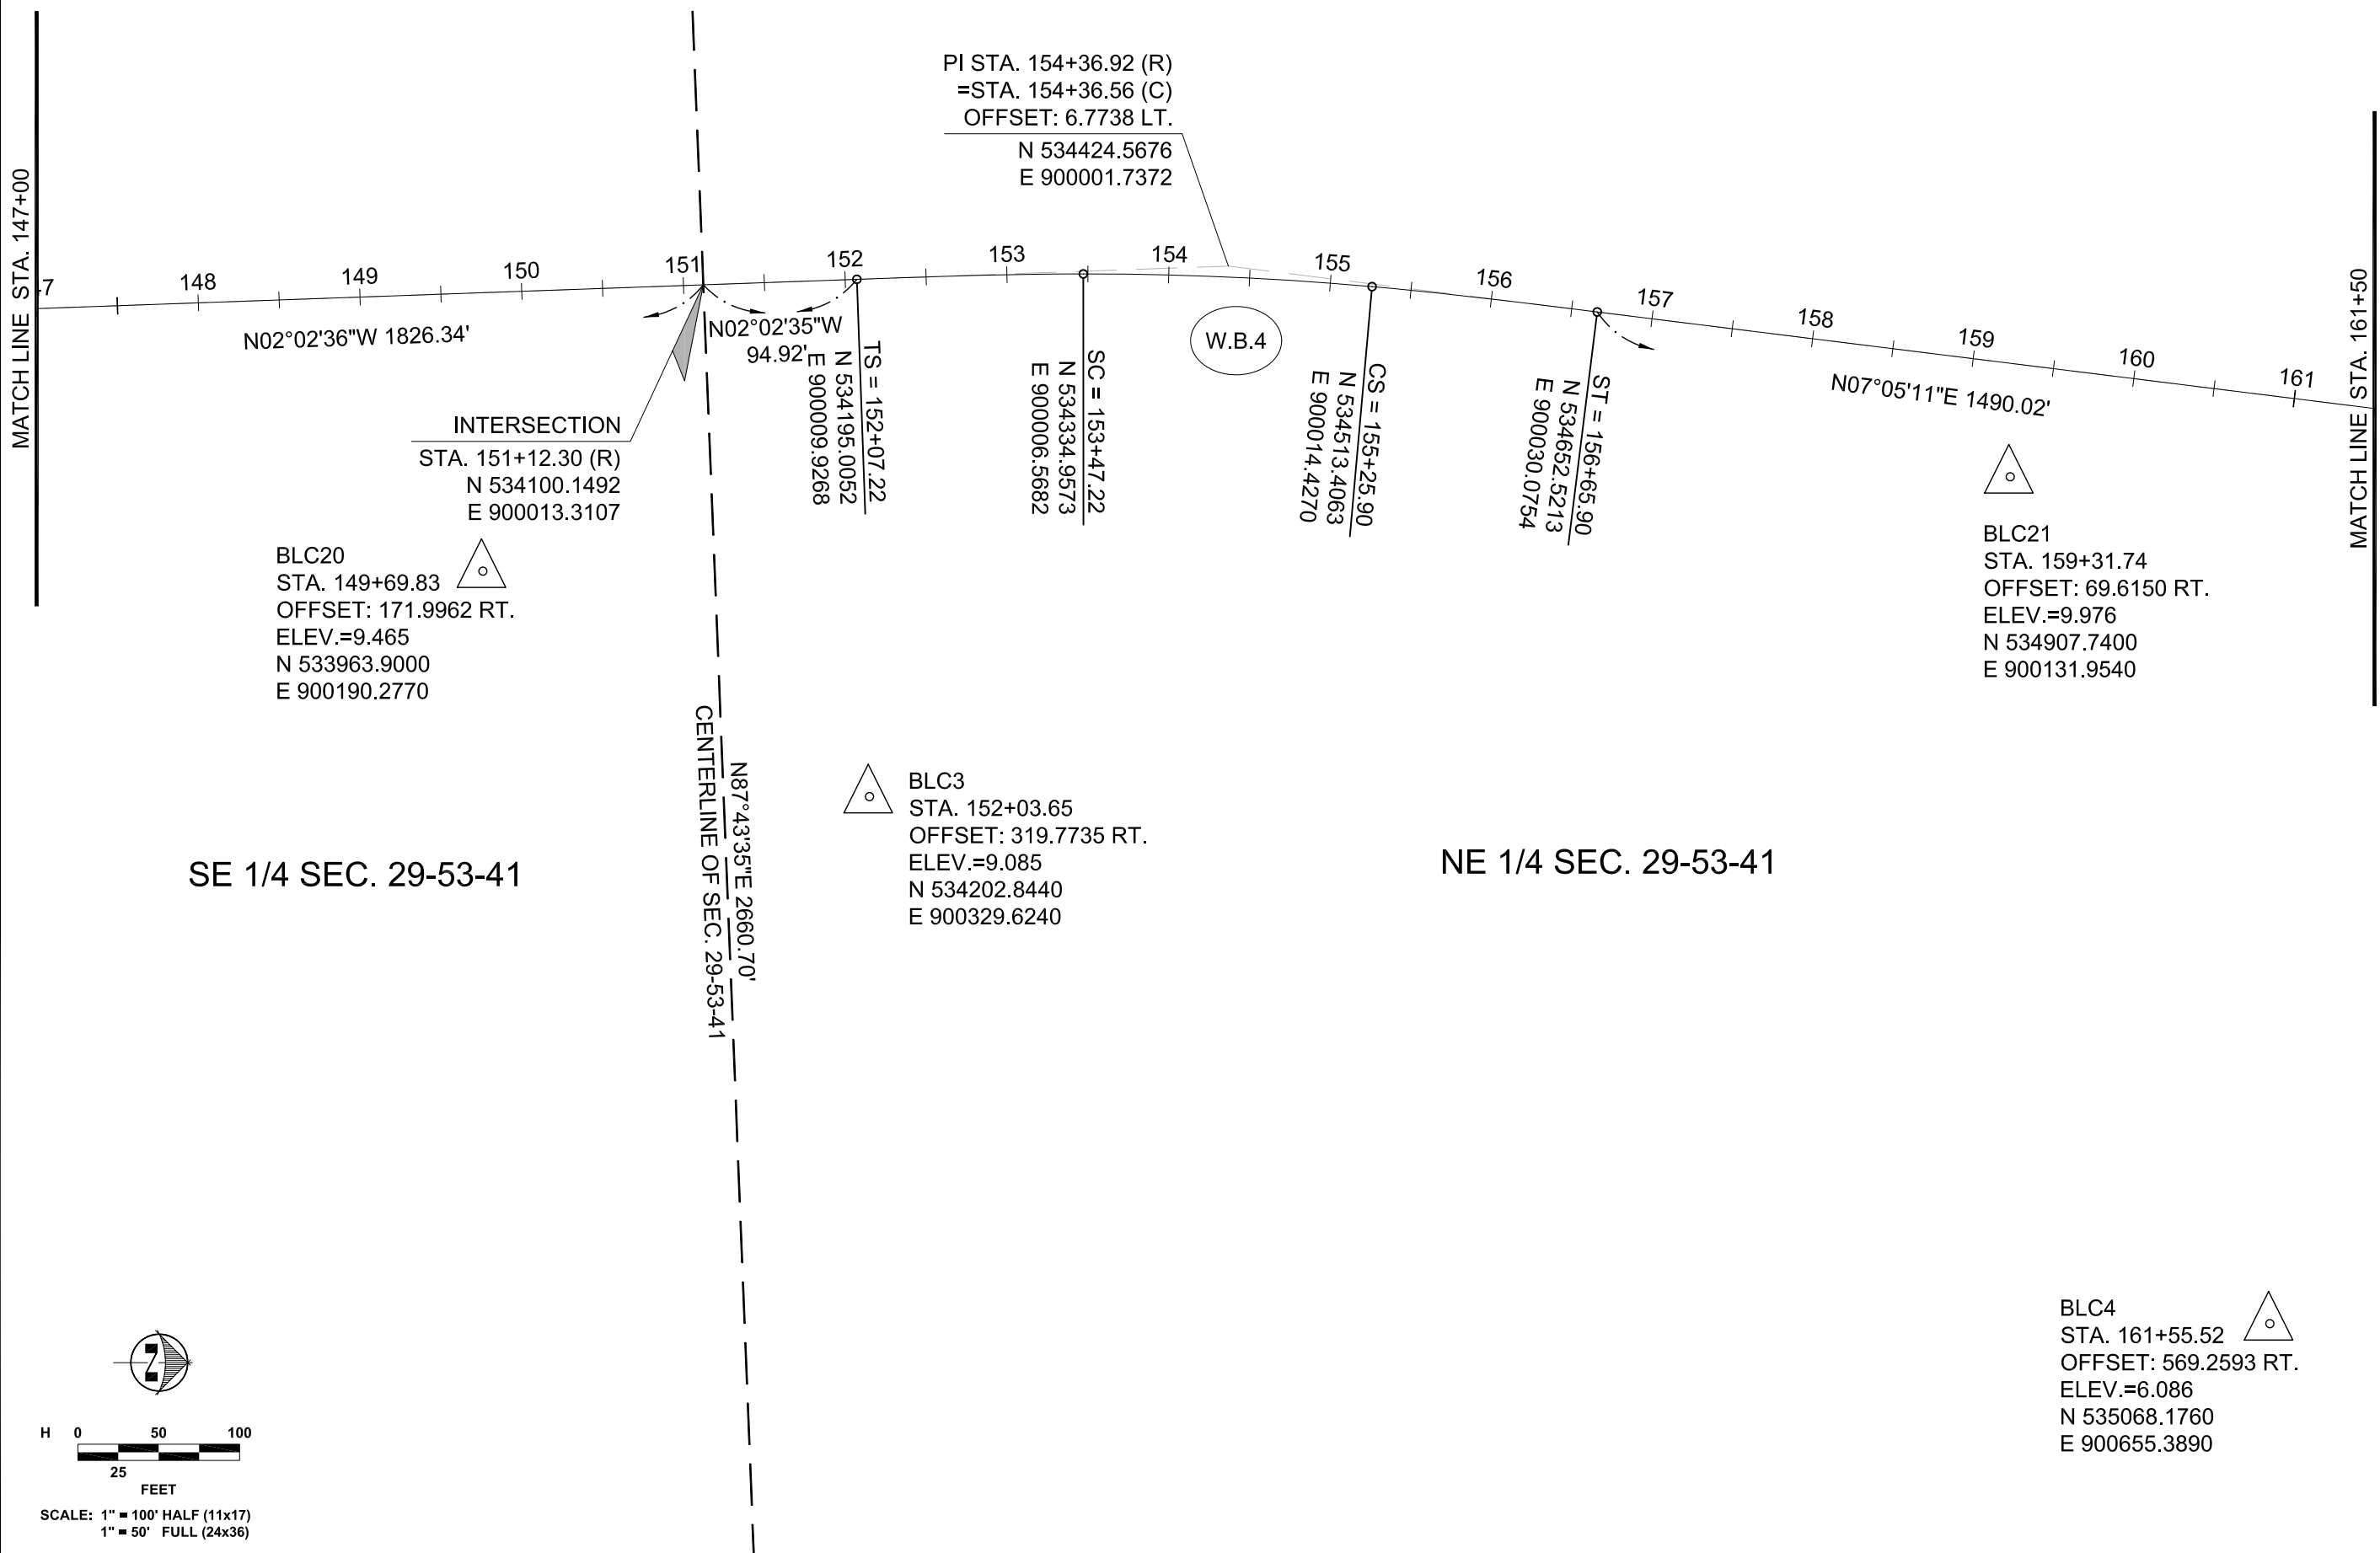 PI STA. 154+36.92 (R)
=STA. 154+36.56 (C)
OFFSET: 6.7738 LT.
N 534424.5676
E 900001.7372
MATCH LINE STA. 147+00
7
148
149
150
151
152
153
154
155
156
157
158
159
160
161
MATCH LINE STA. 161+50
N02°02'36"W 1826.34'
N02°02'35"W
94.92'
TS = 152+07.22
N 534195.0052
E 900009.9268
SC = 153+47.22
N 534334.9573
E 900006.5682
W.B.4
CS = 155+25.90
N 534513.4063
E 900014.4270
ST = 156+65.90
N 534652.5213
E 900030.0754
N07°05'11"E 1490.02'
INTERSECTION
STA. 151+12.30 (R)
N 534100.1492
E 900013.3107
BLC20
STA. 149+69.83
OFFSET: 171.9962 RT.
ELEV.=9.465
N 533963.9000
E 900190.2770
BLC21
STA. 159+31.74
OFFSET: 69.6150 RT.
ELEV.=9.976
N 534907.7400
E 900131.9540
N87°43'35"E 2660.70'
CENTERLINE OF SEC. 29-53-41
BLC3
STA. 152+03.65
OFFSET: 319.7735 RT.
ELEV.=9.085
N 534202.8440
E 900329.6240
SE 1/4 SEC. 29-53-41
NE 1/4 SEC. 29-53-41
BLC4
STA. 161+55.52
OFFSET: 569.2593 RT.
ELEV.=6.086
N 535068.1760
E 900655.3890
N
H 0 50 100
25
FEET
SCALE: 1" = 100' HALF (11x17)
1" = 50' FULL (24x36)